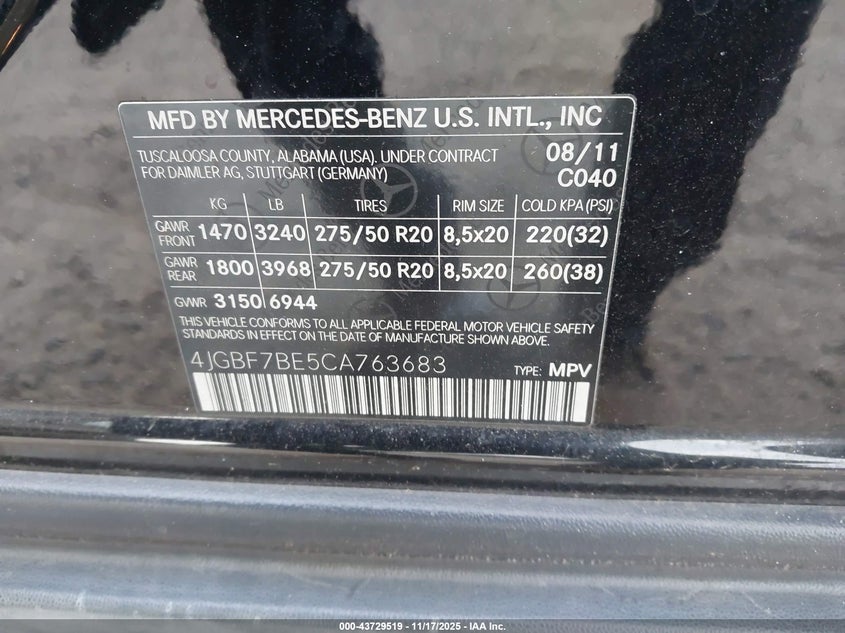 MFD BY MERCEDES-BENZ U.S. INTL., INC
TUSCALOOSA COUNTY, ALABAMA (USA). UNDER CONTRACT 08/11
FOR DAIMLER AG, STUTTGART (GERMANY) C040
KG LB TIRES RIM SIZE COLD KPA (PSI)
GAWR FRONT 1470 3240 275/50 R20 8,5x20 220(32)
GAWR REAR 1800 3968 275/50 R20 8,5x20 260(38)
GVWR 3150 6944
THIS VEHICLE CONFORMS TO ALL APPLICABLE FEDERAL MOTOR VEHICLE SAFETY
STANDARDS IN EFFECT ON THE DATE OF MANUFACTURE SHOWN ABOVE.
4JGBF7BE5CA763683 TYPE: MPV
000-43729519 — 11/17/2025 — IAA Inc.